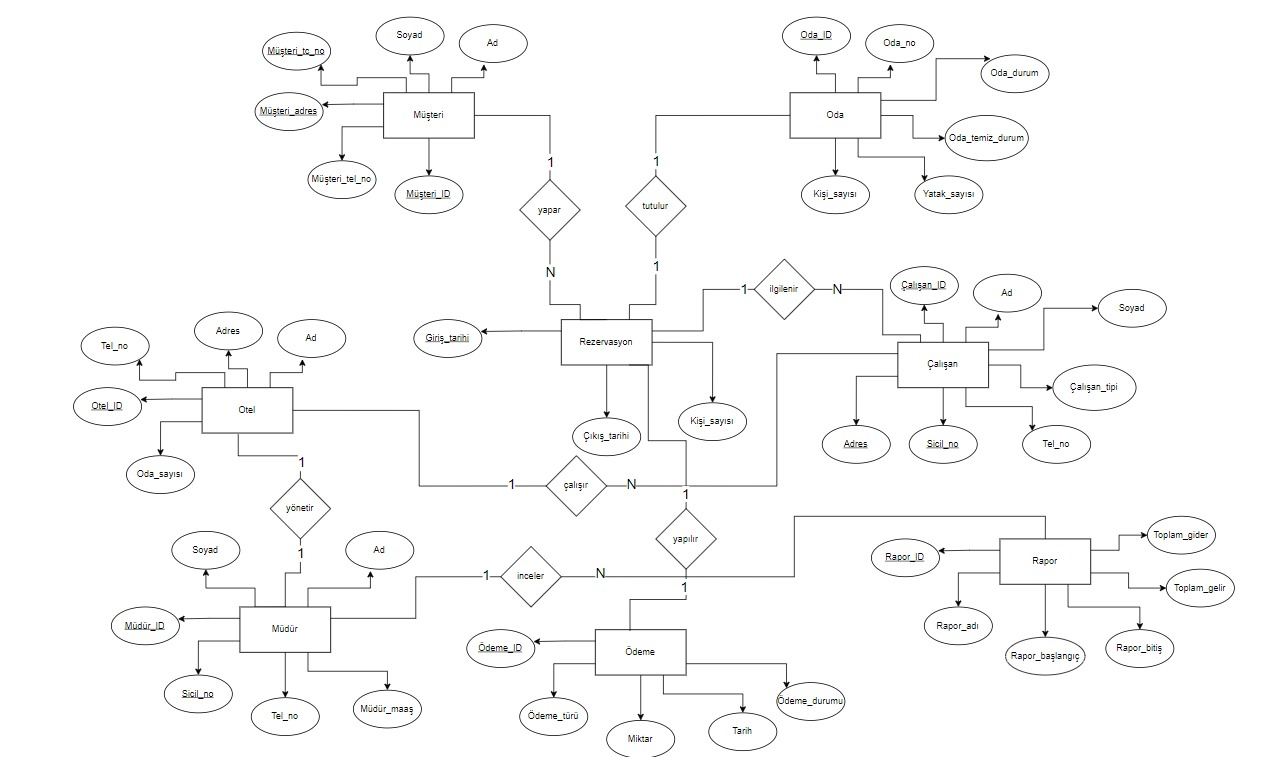 Soyad
Ad
Müşteri_tc_no
Müşteri_adres
Müşteri
Müşteri_tel_no
Müşteri_ID
Oda_ID
Oda_no
Oda_durum
Oda
Oda_temiz_durum
Kişi_sayısı
Yatak_sayısı
1
yapar
N
1
tutulur
1
1
ilgilenir
N
Çalışan_ID
Ad
Soyad
Giriş_tarihi
Rezervasyon
Çalışan
Çalışan_tipi
Kişi_sayısı
Çıkış_tarihi
Adres
Sicil_no
Tel_no
Tel_no
Adres
Ad
Otel_ID
Otel
Oda_sayısı
1
çalışır
N
1
yönetir
1
1
yapılır
1
1
inceler
N
Soyad
Ad
Müdür_ID
Müdür
Sicil_no
Tel_no
Müdür_maaş
Ödeme_ID
Ödeme
Ödeme_türü
Miktar
Tarih
Ödeme_durumu
Rapor_ID
Rapor
Toplam_gider
Toplam_gelir
Rapor_adı
Rapor_başlangıç
Rapor_bitiş